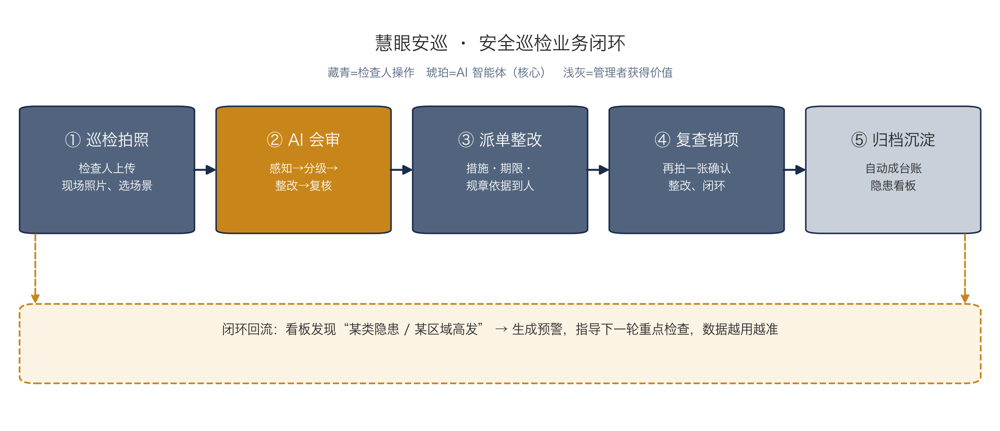 慧眼安巡 · 安全巡检业务闭环
藏青=检查人操作 琥珀=AI 智能体（核心） 浅灰=管理者获得价值
① 巡检拍照
检查人上传
现场照片、选场景
② AI 会审
感知→分级→
整改→复核
③ 派单整改
措施·期限·
规章依据到人
④ 复查销项
再拍一张确认
整改、闭环
⑤ 归档沉淀
自动成台账
隐患看板
闭环回流：看板发现“某类隐患 / 某区域高发” → 生成预警，指导下一轮重点检查，数据越用越准